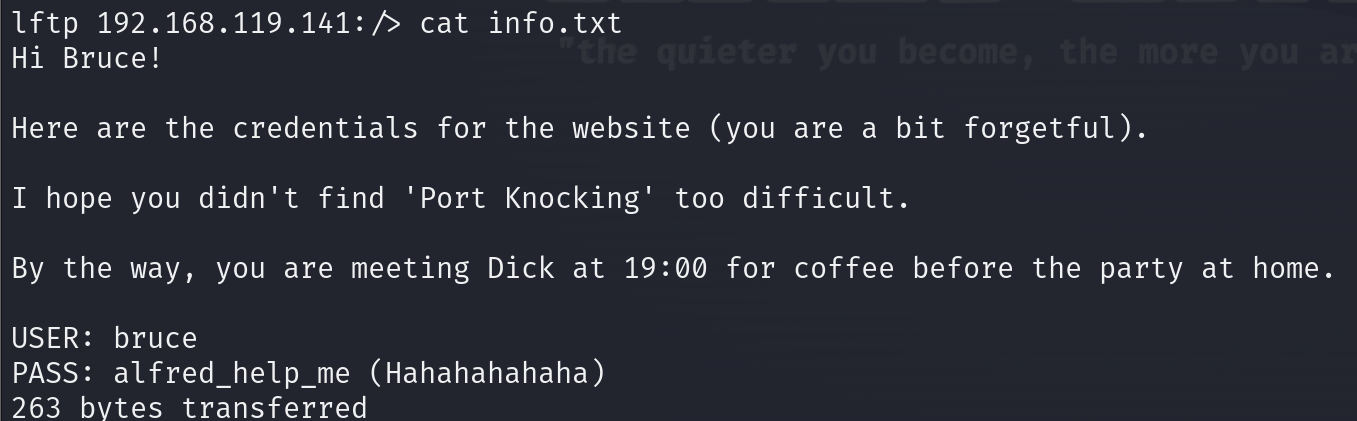 lftp 192.168.119.141:/> cat info.txt
"the quieter you become, the more you ar
Hi Bruce!
Here are the credentials for the website (you are a bit forgetful).
I hope you didn't find 'Port Knocking' too difficult.
By the way, you are meeting Dick at 19:00 for coffee before the party at home.
USER: bruce
PASS: alfred_help_me (Hahahahahaha)
263 bytes transferred